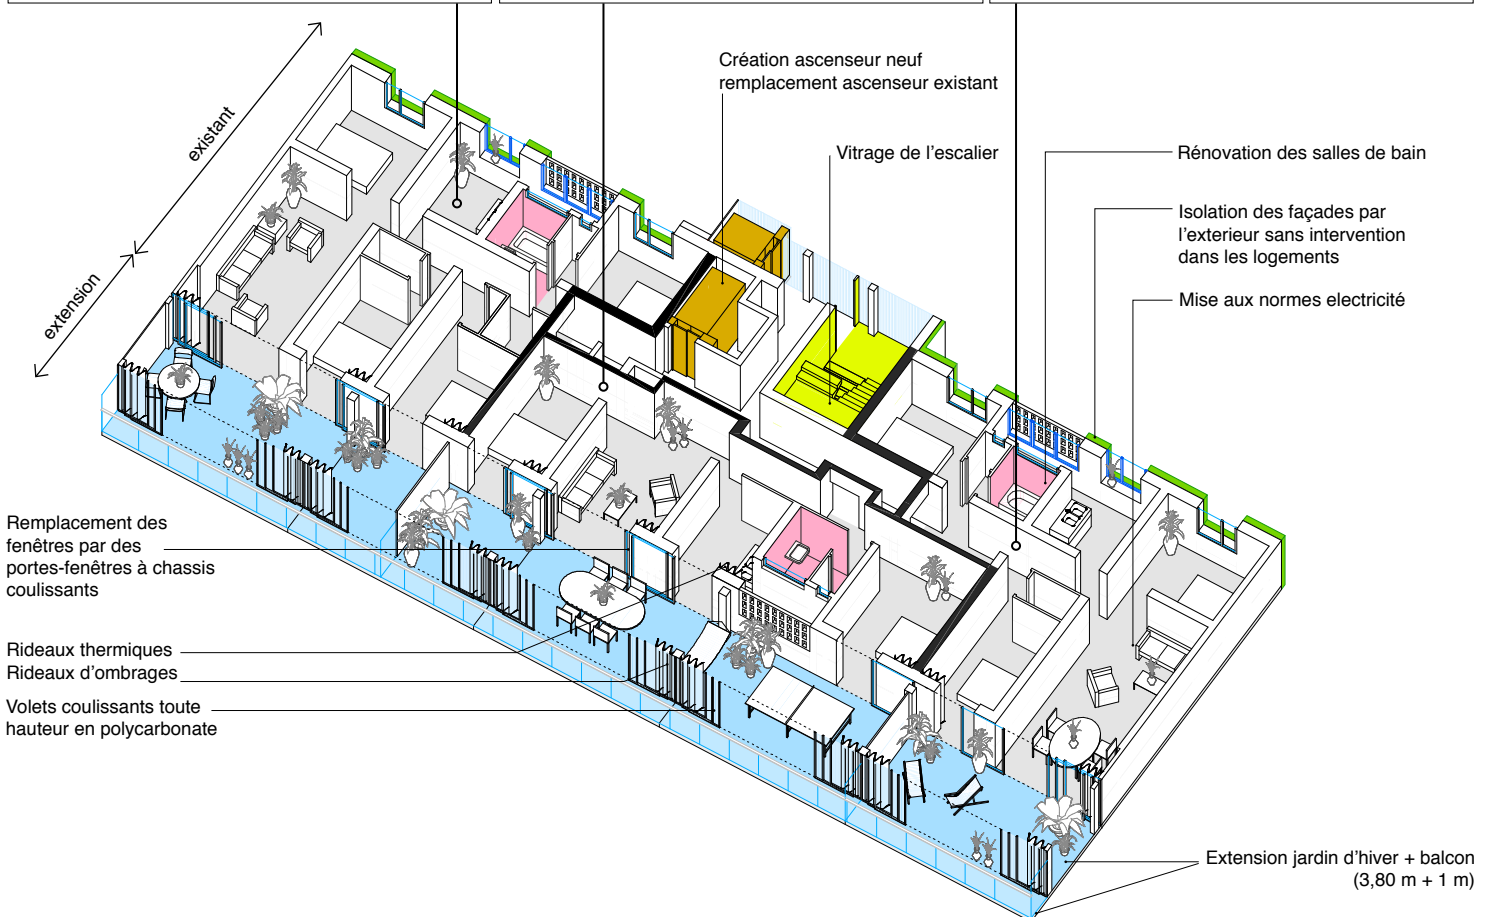 Création ascenseur neuf
remplacement ascenseur existant
existant
Vitrage de l'escalier
Rénovation des salles de bain
Isolation des façades par
l'exterieur sans intervention
dans les logements
extension
Mise aux normes electricité
Remplacement des
fenêtres par des
portes-fenêtres à chassis
coulissants
Rideaux thermiques
Rideaux d'ombrages
Volets coulissants toute
hauteur en polycarbonate
Extension jardin d'hiver + balcon
(3,80 m + 1 m)